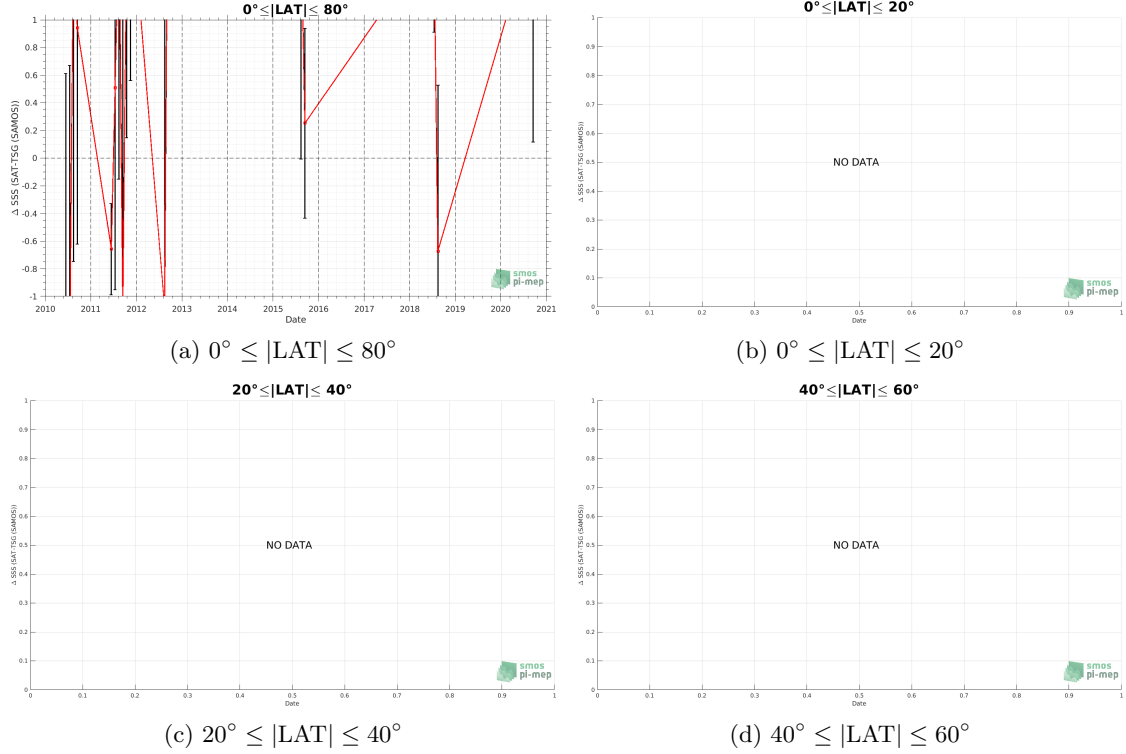 0°≤|LAT|≤ 80°
Δ SSS (SAT-TSG (SAMOS))
1
0.8
0.6
0.4
0.2
0
-0.2
-0.4
-0.6
-0.8
-1
2010 2011 2012 2013 2014 2015 2016 2017 2018 2019 2020 2021
Date
smos
pi-mep
(a) 0° ≤ |LAT| ≤ 80°
0°≤|LAT|≤ 20°
Δ SSS (SAT-TSG (SAMOS))
1
0.9
0.8
0.7
0.6
0.5
0.4
0.3
0.2
0.1
0
NO DATA
0 0.1 0.2 0.3 0.4 0.5 0.6 0.7 0.8 0.9 1
Date
smos
pi-mep
(b) 0° ≤ |LAT| ≤ 20°
20°≤|LAT|≤ 40°
Δ SSS (SAT-TSG (SAMOS))
1
0.9
0.8
0.7
0.6
0.5
0.4
0.3
0.2
0.1
0
NO DATA
0 0.1 0.2 0.3 0.4 0.5 0.6 0.7 0.8 0.9 1
Date
smos
pi-mep
(c) 20° ≤ |LAT| ≤ 40°
40°≤|LAT|≤ 60°
Δ SSS (SAT-TSG (SAMOS))
1
0.9
0.8
0.7
0.6
0.5
0.4
0.3
0.2
0.1
0
NO DATA
0 0.1 0.2 0.3 0.4 0.5 0.6 0.7 0.8 0.9 1
Date
smos
pi-mep
(d) 40° ≤ |LAT| ≤ 60°